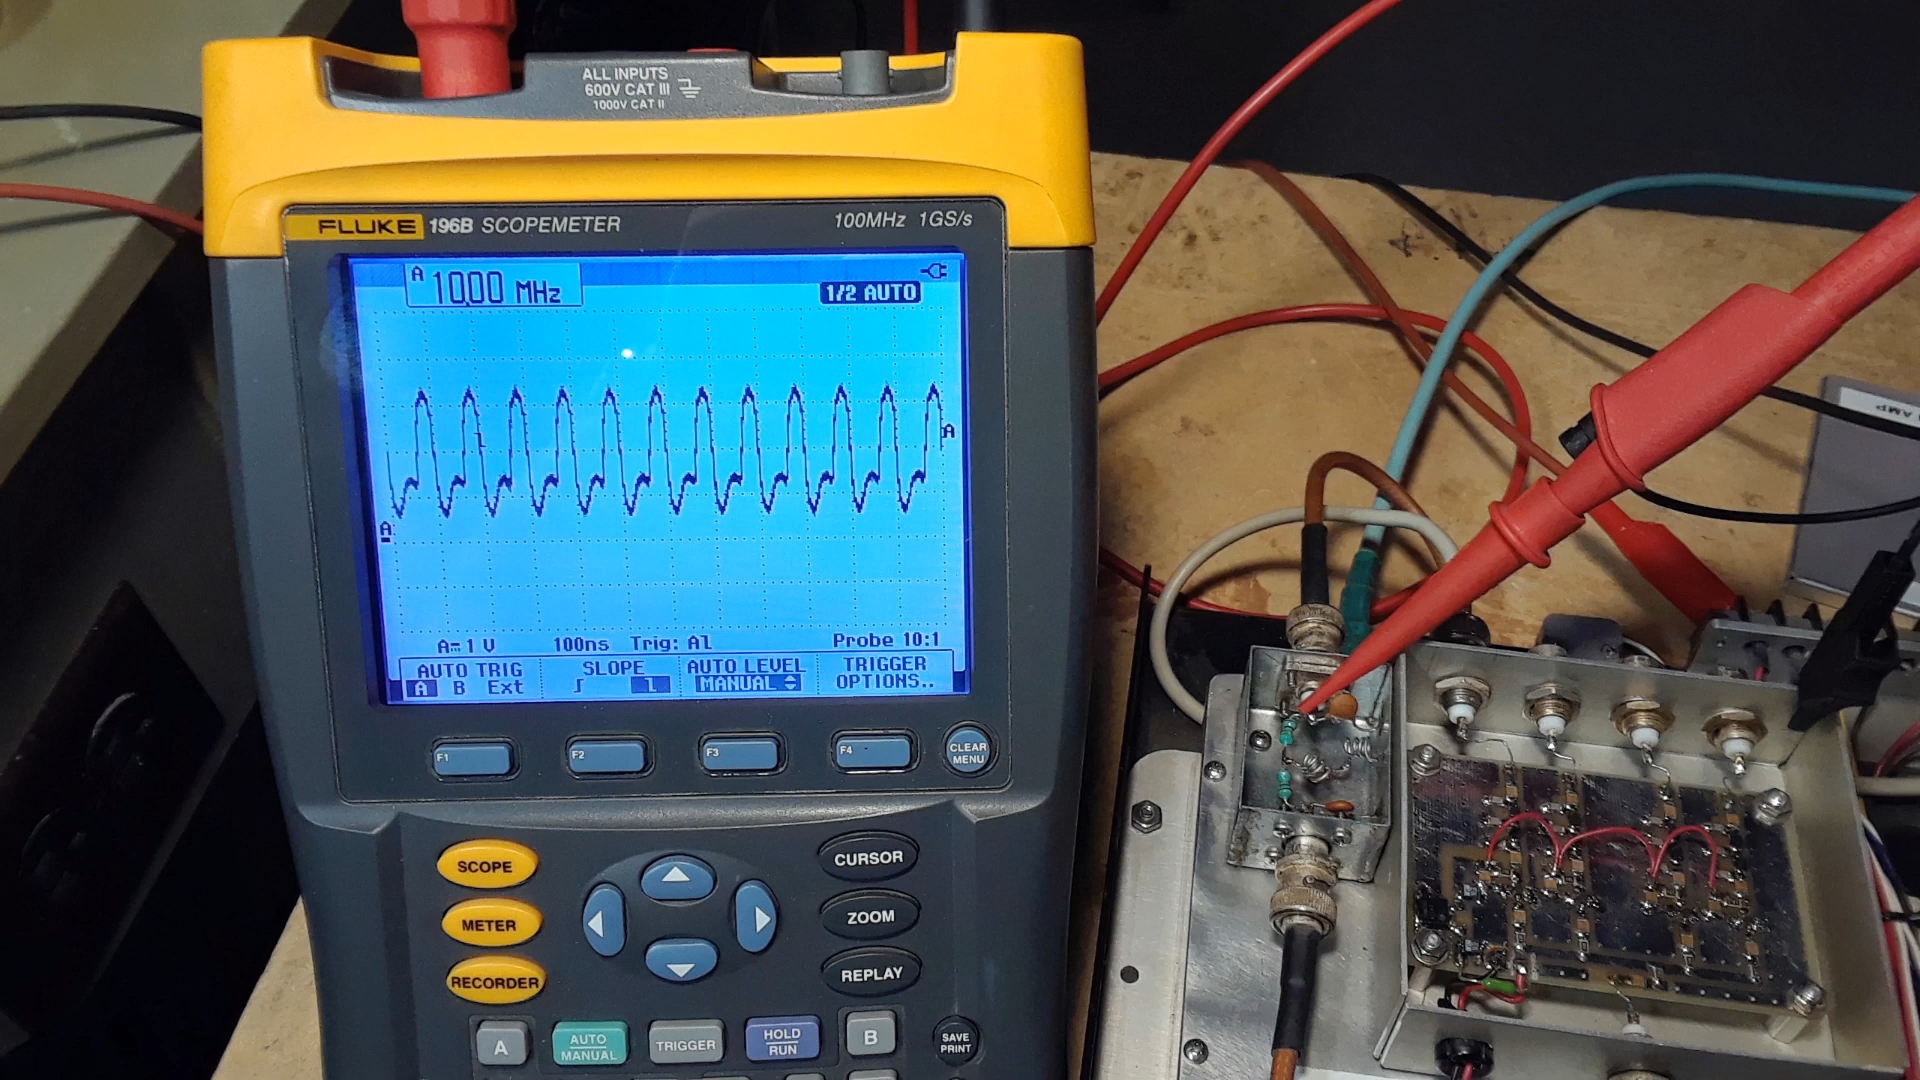 ALL INPUTS
600V CAT III
1000V CAT II
FLUKE 196B SCOPEMETER 100MHz 1GS/s
A 10.00 MHz
1/2 AUTO
A
A
A 1 V 100ns Trig: A Probe 10:1
AUTO TRIG SLOPE AUTO LEVEL TRIGGER
A B Ext MANUAL OPTIONS..
F1 F2 F3 F4 CLEAR
MENU
SCOPE
METER
RECORDER
CURSOR
ZOOM
REPLAY
A
AUTO
MANUAL
TRIGGER
HOLD
RUN
B
SAVE
PRINT
AMP